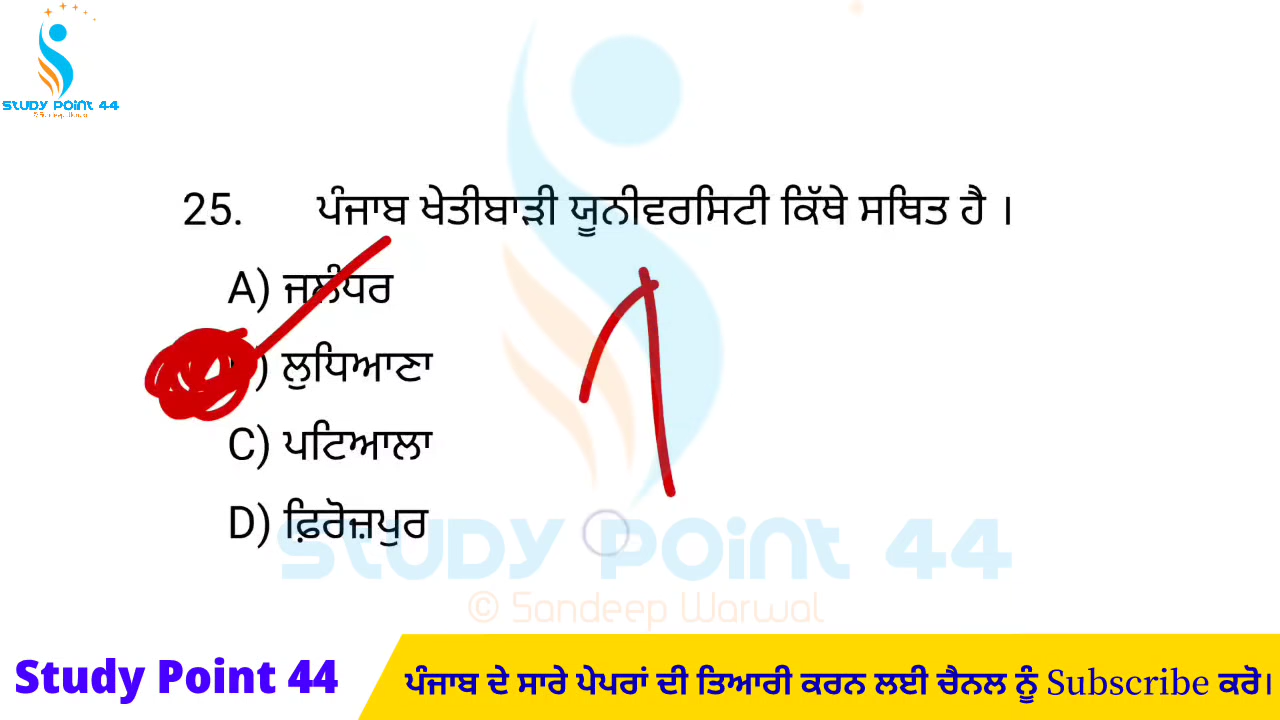 STUDY POINT 44
25. ਪੰਜਾਬ ਖੇਤੀਬਾੜੀ ਯੂਨੀਵਰਸਿਟੀ ਕਿੱਥੇ ਸਥਿਤ ਹੈ ।
A) ਜਲੰਧਰ
) ਲੁਧਿਆਣਾ
C) ਪਟਿਆਲਾ
D) ਫ਼ਿਰੋਜ਼ਪੁਰ
STUDY POINT 44
© Sandeep Warwal
Study Point 44
ਪੰਜਾਬ ਦੇ ਸਾਰੇ ਪੇਪਰਾਂ ਦੀ ਤਿਆਰੀ ਕਰਨ ਲਈ ਚੈਨਲ ਨੂੰ Subscribe ਕਰੋ।